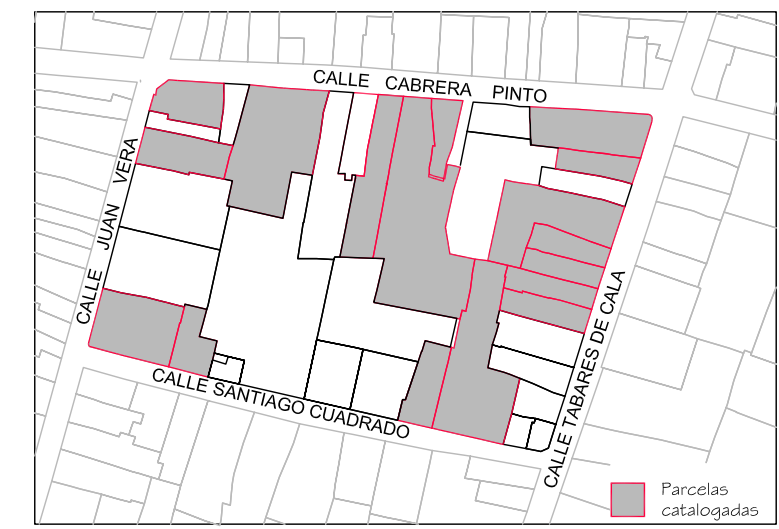 CALLE CABRERA PINTO
CALLE JUAN VERA
CALLE TABARES DE CALA
CALLE SANTIAGO CUADRADO
Parcelas
catalogadas